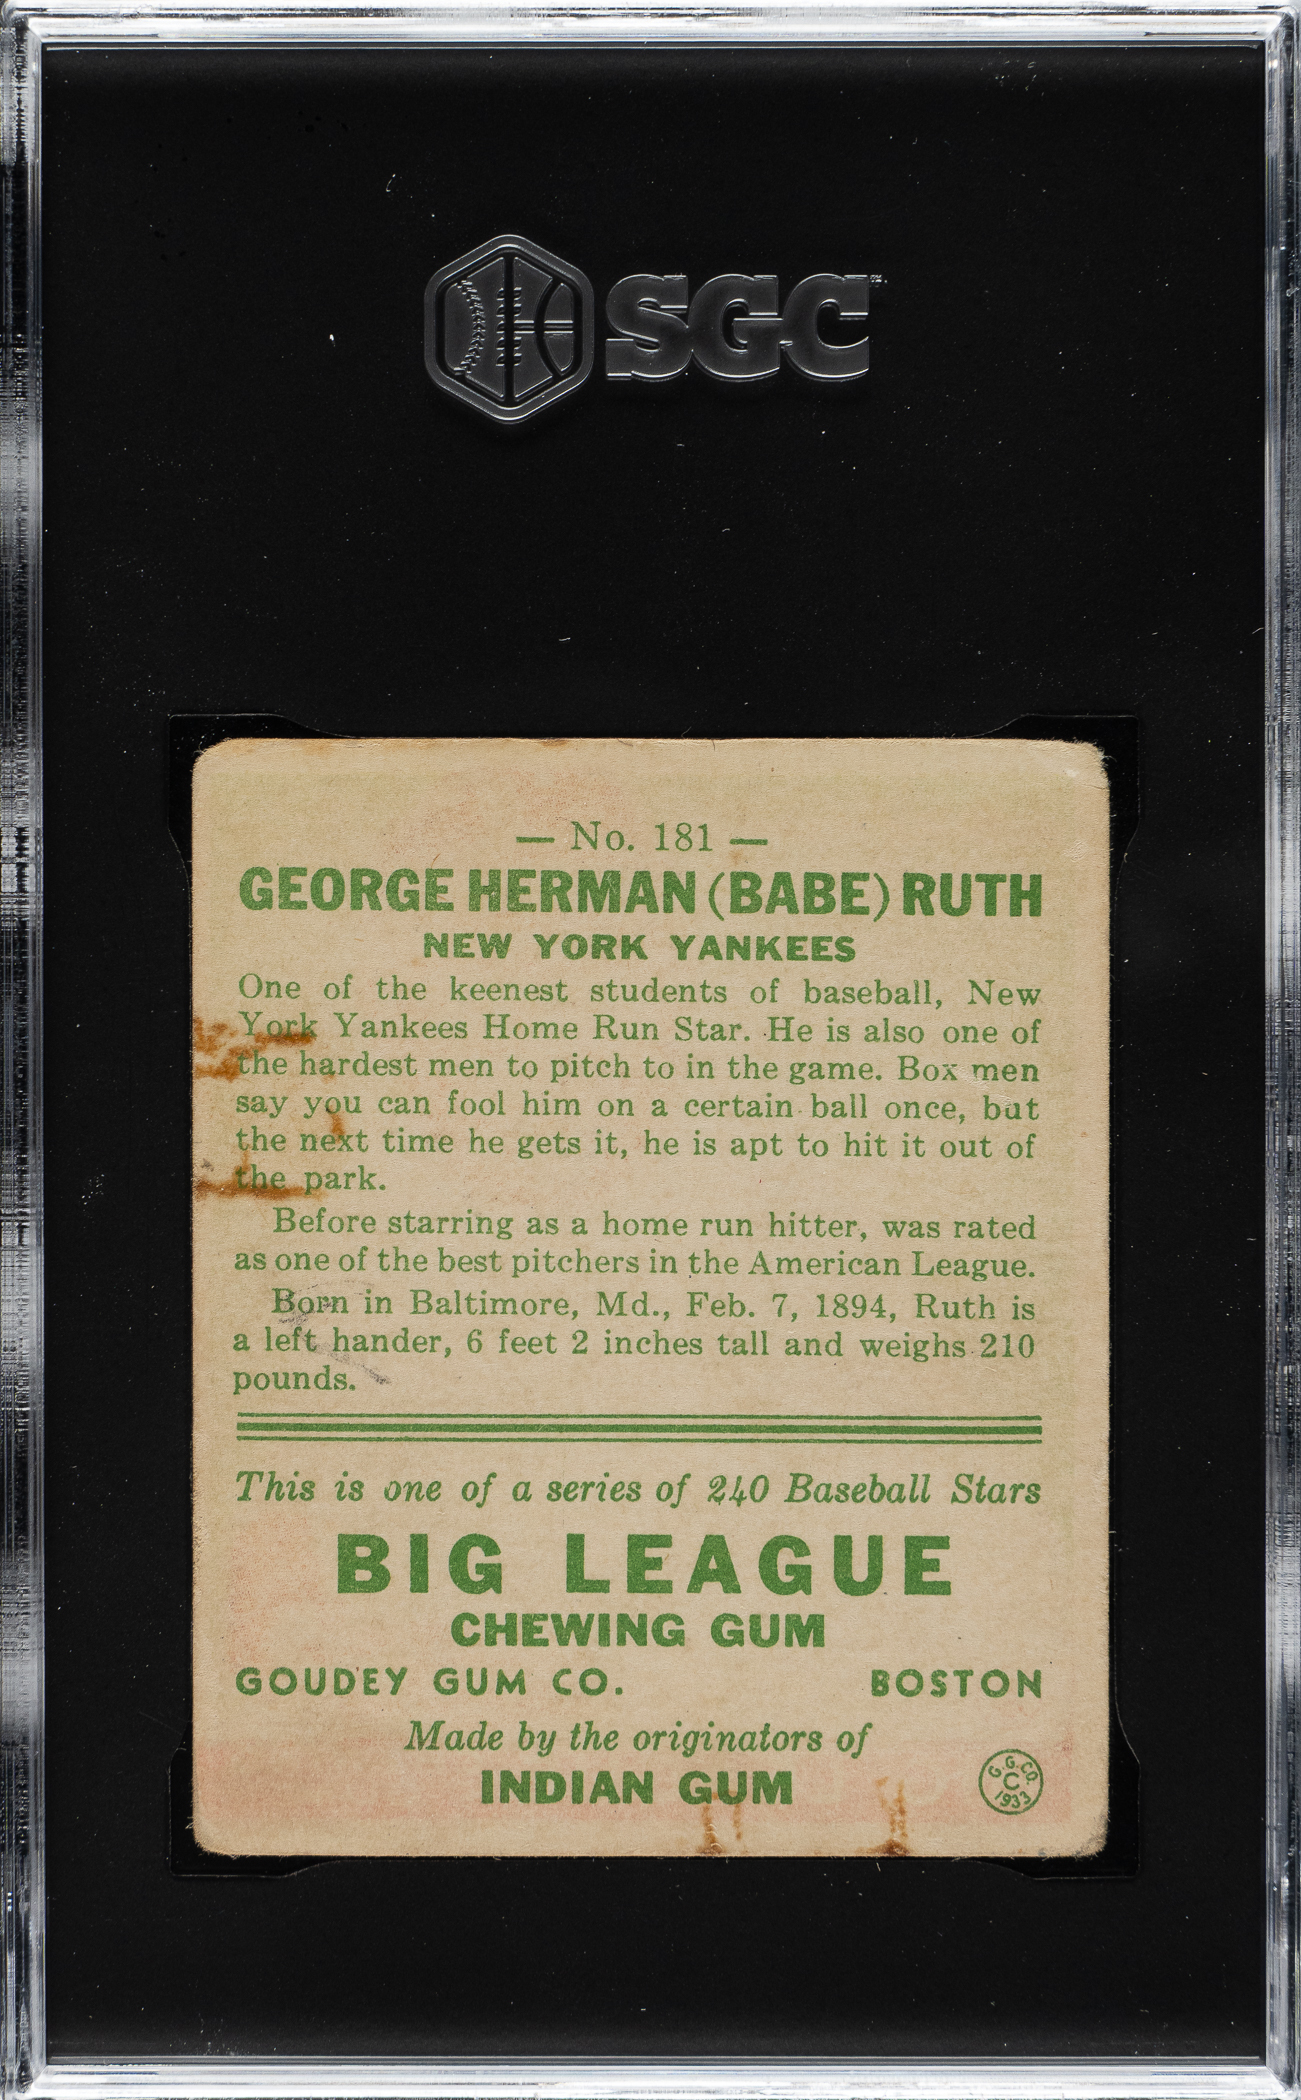 SGC
— No. 181 —
GEORGE HERMAN (BABE) RUTH
NEW YORK YANKEES
One of the keenest students of baseball, New
York Yankees Home Run Star. He is also one of
the hardest men to pitch to in the game. Box men
say you can fool him on a certain ball once, but
the next time he gets it, he is apt to hit it out of
the park.
Before starring as a home run hitter, was rated
as one of the best pitchers in the American League.
Born in Baltimore, Md., Feb. 7, 1894, Ruth is
a left hander, 6 feet 2 inches tall and weighs 210
pounds.
This is one of a series of 240 Baseball Stars
BIG LEAGUE
CHEWING GUM
GOUDEY GUM CO. BOSTON
Made by the originators of
INDIAN GUM
G.G.CO.
C
1933